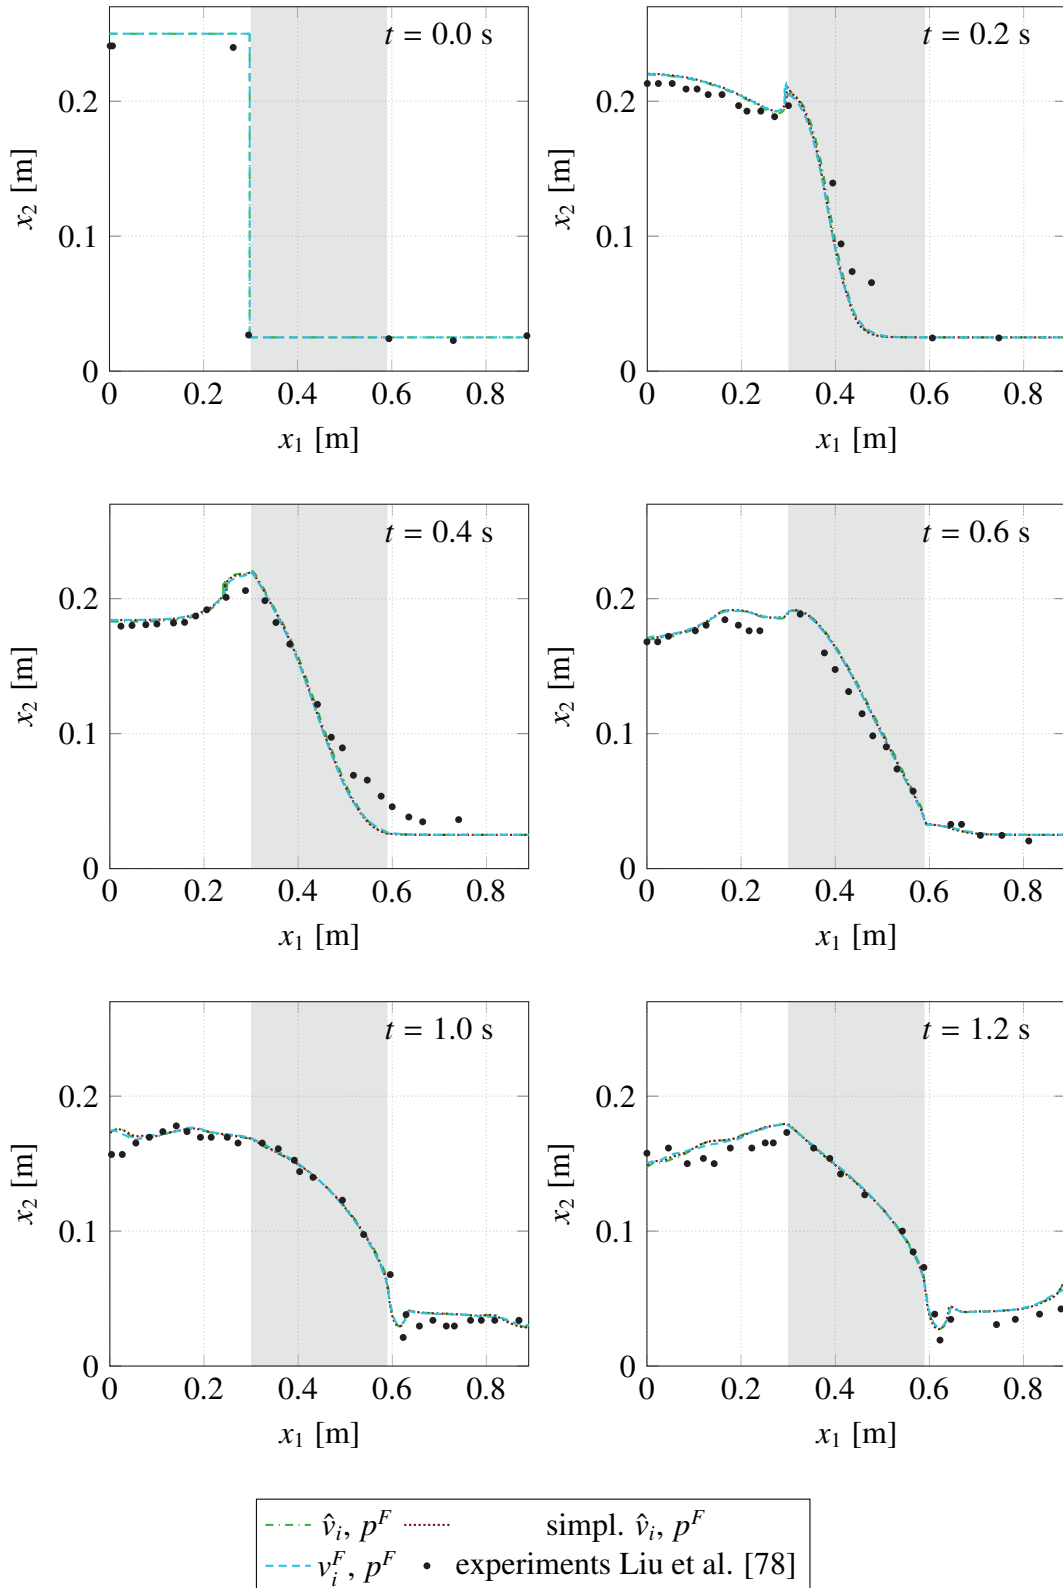 t = 0.0 s
0.2
0.1
0
x₂ [m]
0 0.2 0.4 0.6 0.8
x₁ [m]
t = 0.2 s
0.2
0.1
0
x₂ [m]
0 0.2 0.4 0.6 0.8
x₁ [m]
t = 0.4 s
0.2
0.1
0
x₂ [m]
0 0.2 0.4 0.6 0.8
x₁ [m]
t = 0.6 s
0.2
0.1
0
x₂ [m]
0 0.2 0.4 0.6 0.8
x₁ [m]
t = 1.0 s
0.2
0.1
0
x₂ [m]
0 0.2 0.4 0.6 0.8
x₁ [m]
t = 1.2 s
0.2
0.1
0
x₂ [m]
0 0.2 0.4 0.6 0.8
x₁ [m]
v̂ᵢ, pᶠ simpl. v̂ᵢ, pᶠ
vᵢᶠ, pᶠ experiments Liu et al. [78]